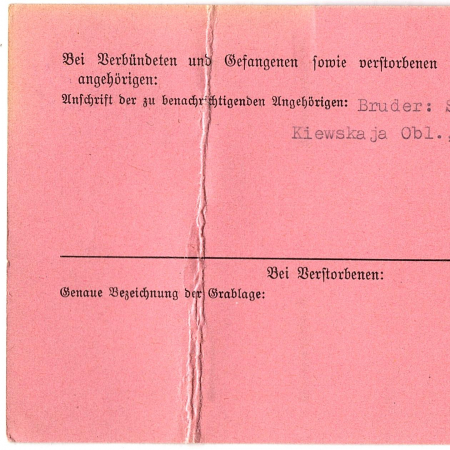 Bei Verbündeten und Gefangenen sowie verstorbenen
angehörigen:
Anschrift der zu benachrichtigenden Angehörigen: Bruder: S
Kiewskaja Obl.,
Bei Verstorbenen:
Genaue Bezeichnung der Grablage: